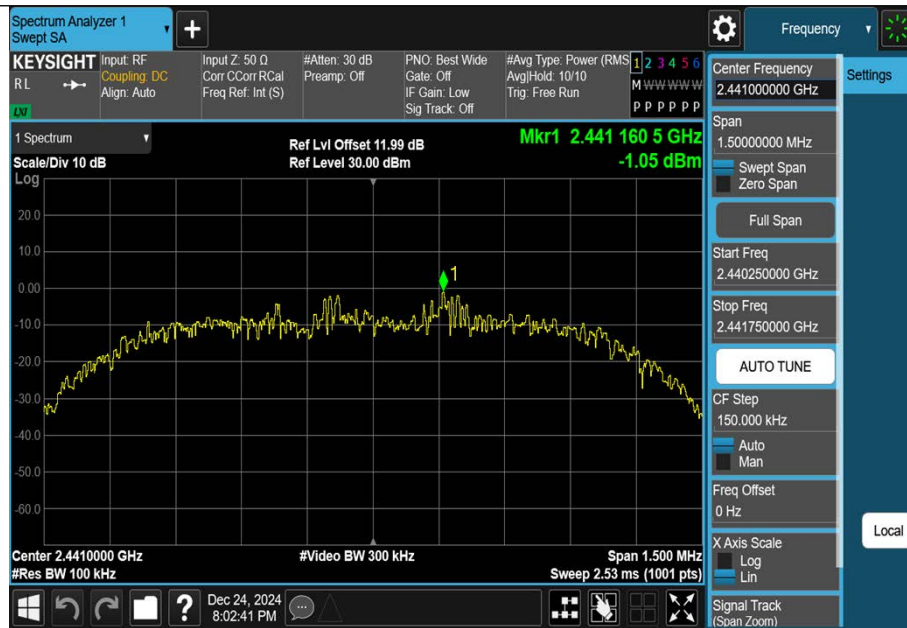 Spectrum Analyzer 1
Swept SA
Frequency
KEYSIGHT
R L
LXI
Input: RF
Coupling: DC
Align: Auto
Input Z: 50 Ω
Corr CCorr RCal
Freq Ref: Int (S)
#Atten: 30 dB
Preamp: Off
PNO: Best Wide
Gate: Off
IF Gain: Low
Sig Track: Off
#Avg Type: Power (RMS
Avg|Hold: 10/10
Trig: Free Run
1 2 3 4 5 6
M W W W W W
P P P P P P
Center Frequency
2.441000000 GHz
Settings
1 Spectrum
Scale/Div 10 dB
Log
Ref Lvl Offset 11.99 dB
Ref Level 30.00 dBm
Mkr1 2.441 160 5 GHz
-1.05 dBm
Span
1.50000000 MHz
Swept Span
Zero Span
Full Span
Start Freq
2.440250000 GHz
Stop Freq
2.441750000 GHz
AUTO TUNE
CF Step
150.000 kHz
Auto
Man
Freq Offset
0 Hz
X Axis Scale
Log
Lin
Signal Track
(Span Zoom)
Local
20.0
10.0
0.00
-10.0
-20.0
-30.0
-40.0
-50.0
-60.0
1
Center 2.4410000 GHz
#Res BW 100 kHz
#Video BW 300 kHz
Span 1.500 MHz
Sweep 2.53 ms (1001 pts)
?
Dec 24, 2024
8:02:41 PM